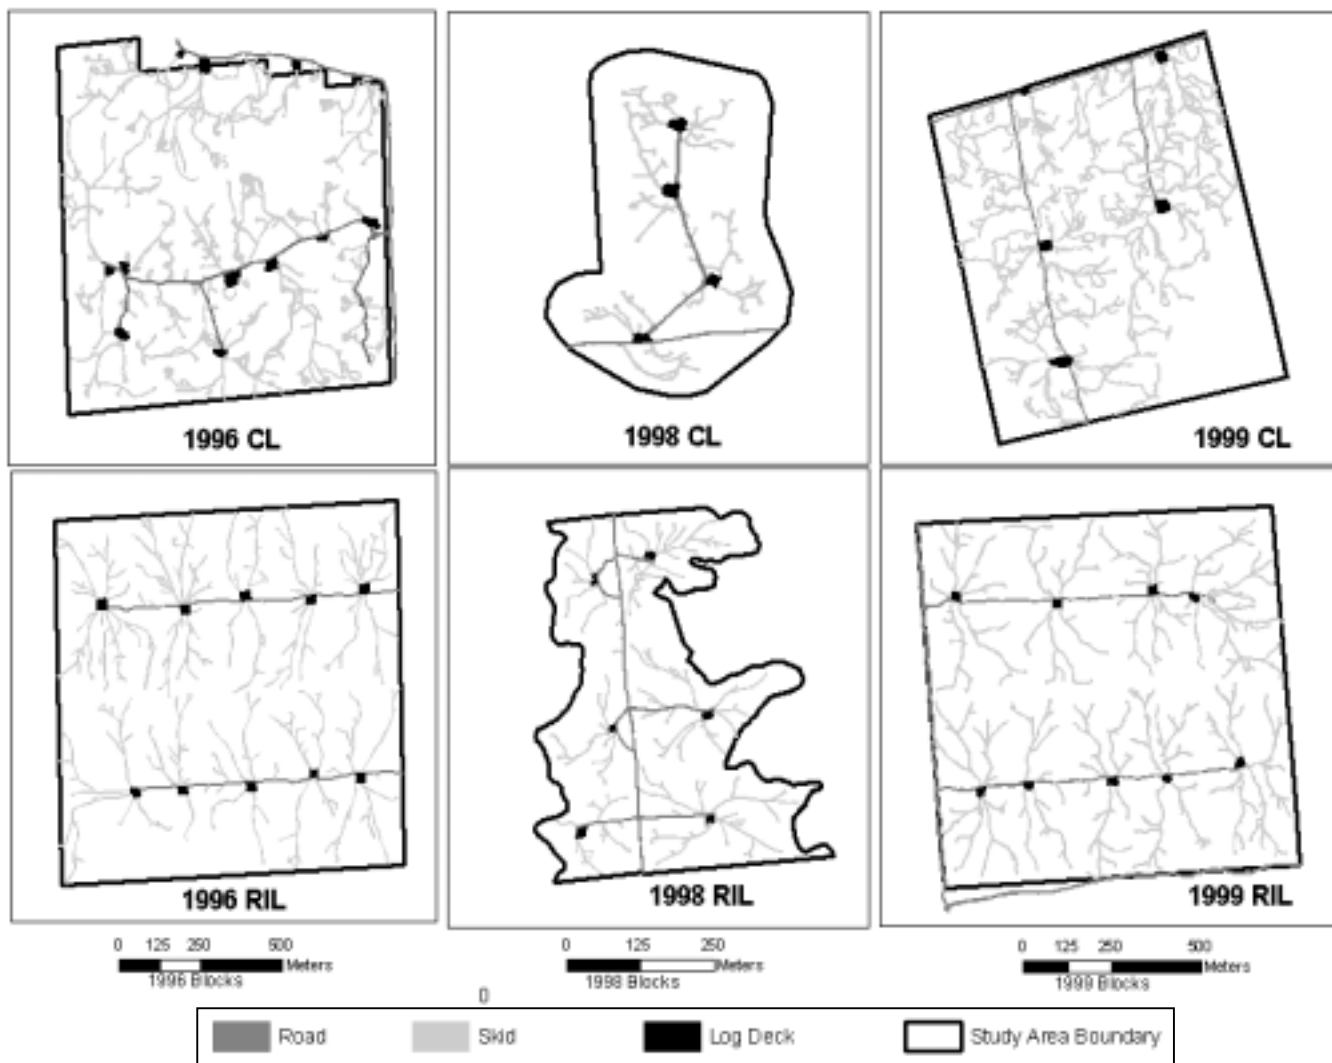 1996 CL
1998 CL
1999 CL
1996 RIL
1998 RIL
1999 RIL
0 125 250 500
Meters
1996 Blocks
0 125 250
Meters
1998 Blocks
0 125 250 500
Meters
1999 Blocks
0
Road Skid Log Deck Study Area Boundary